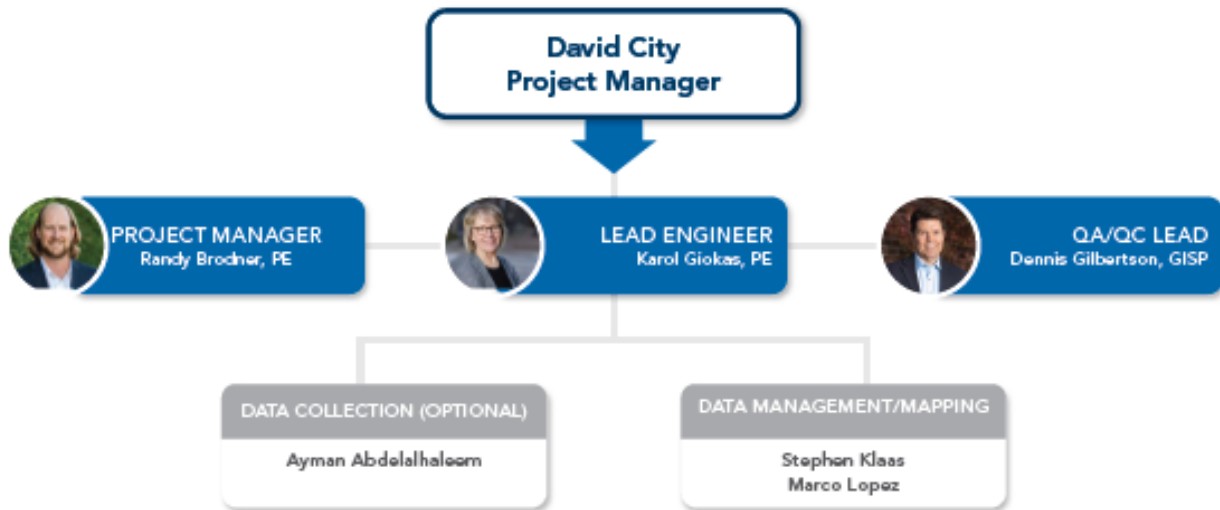 David City
Project Manager
PROJECT MANAGER
Randy Brodner, PE
LEAD ENGINEER
Karol Giokas, PE
QA/QC LEAD
Dennis Gilbertson, GISP
DATA COLLECTION (OPTIONAL)
Ayman Abdelalhaleem
DATA MANAGEMENT/MAPPING
Stephen Klaas
Marco Lopez